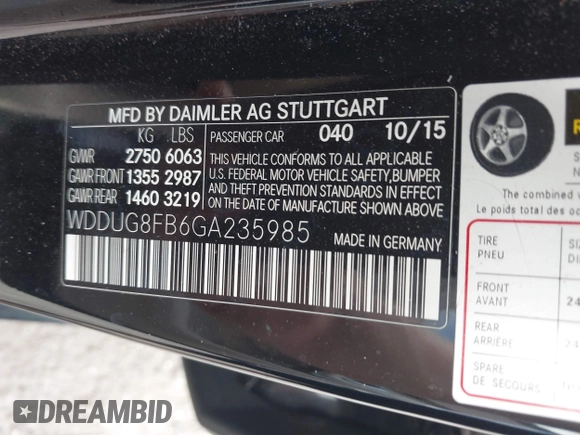 MFD BY DAIMLER AG STUTTGART
KG LBS PASSENGER CAR 040 10/15
GVWR 2750 6063
GAWR FRONT 1355 2987
GAWR REAR 1460 3219
THIS VEHICLE CONFORMS TO ALL APPLICABLE
U.S. FEDERAL MOTOR VEHICLE SAFETY, BUMPER
AND THEFT PREVENTION STANDARDS IN EFFECT
ON THE DATE OF MANUFACTURE SHOWN ABOVE
WDDUG8FB6GA235985
MADE IN GERMANY
The combined
Le poids
TIRE
PNEU
FRONT
AVANT
REAR
ARRIÈRE
SPARE
DE SECOURS
DREAMBID